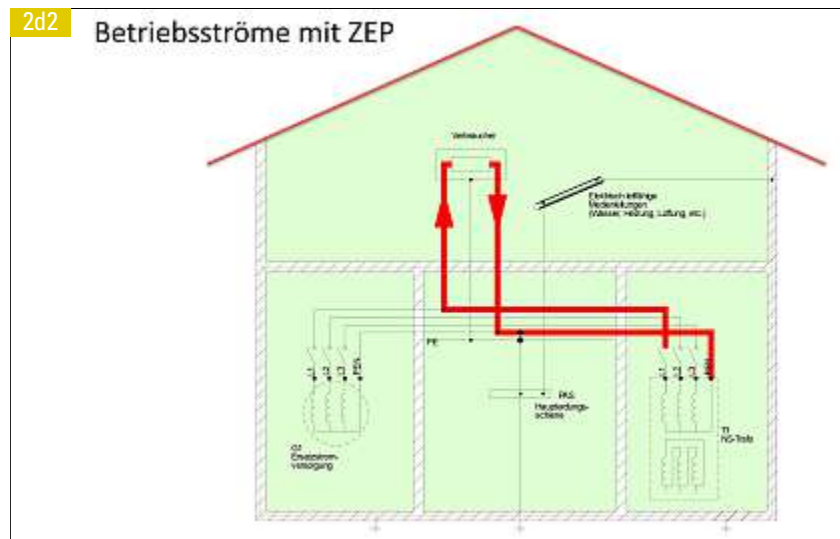 2d2
Betriebsströme mit ZEP
Verbraucher
Elektrisch leitfähige
Medienleitungen
(Wasser, Heizung, Lüftung, etc.)
PE
L1
L2
L3
PEN
L1
L2
L3
PEN
PAS
Haupterdungs-
schiene
G2
Ersatzstrom-
versorgung
T1
NS-Trafo